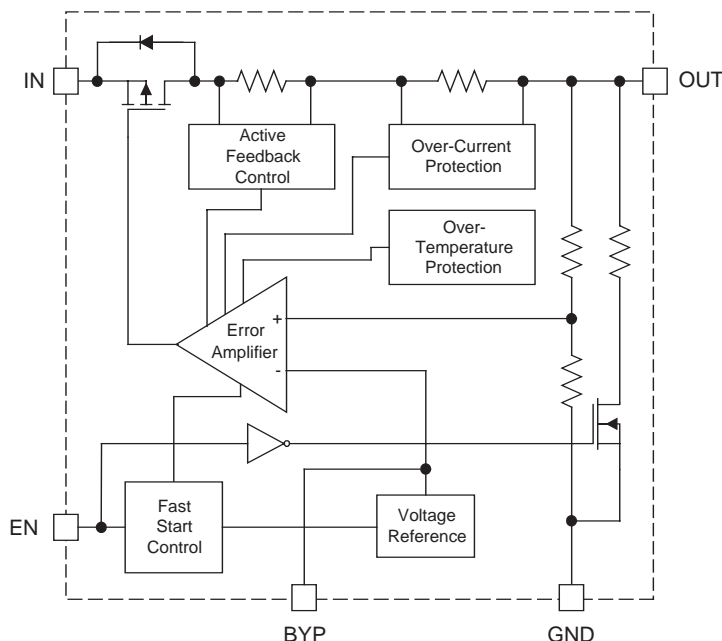 IN
OUT
Active
Feedback
Control
Over-Current
Protection
Over-
Temperature
Protection
+
Error
Amplifier
-
EN
Fast
Start
Control
Voltage
Reference
BYP
GND